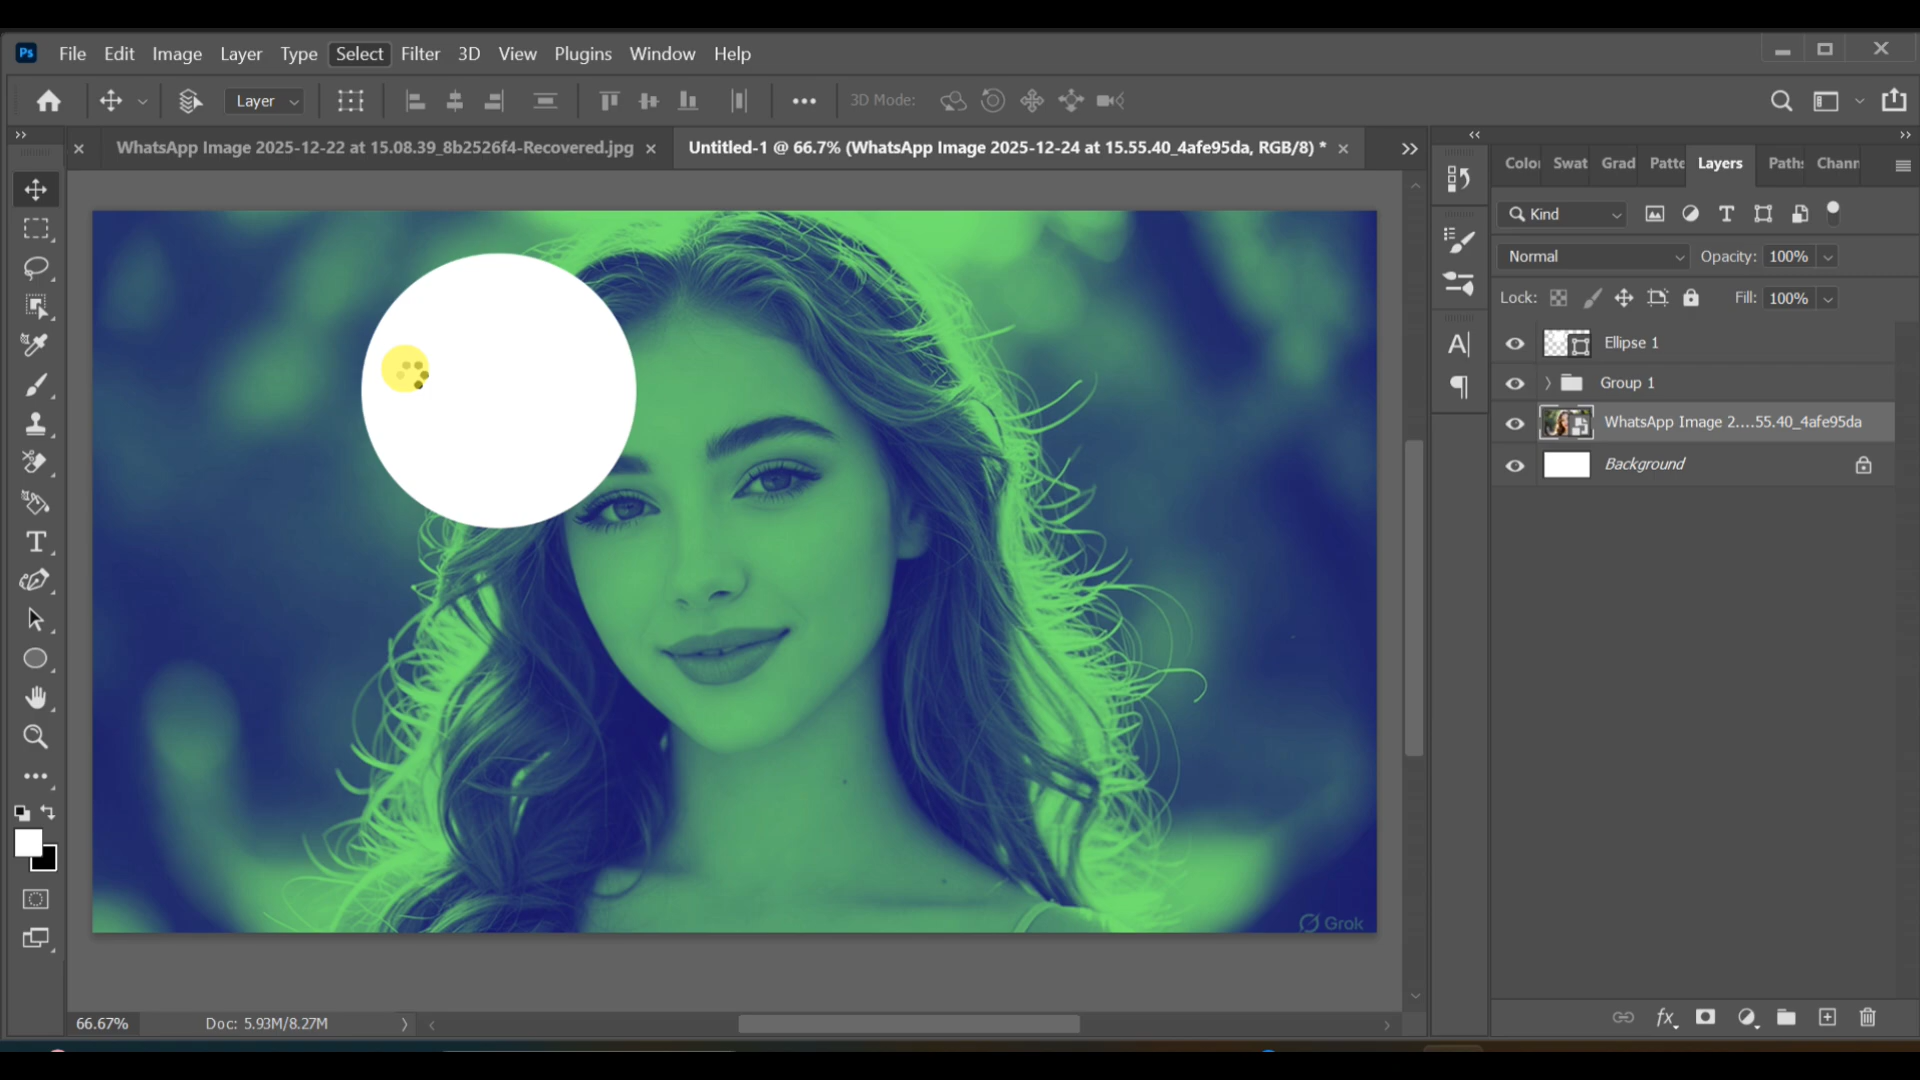 Ps File Edit Image Layer Type Select Filter 3D View Plugins Window Help
Layer 3D Mode:
WhatsApp Image 2025-12-22 at 15.08.39_8b2526f4-Recovered.jpg Untitled-1 @ 66.7% (WhatsApp Image 2025-12-24 at 15.55.40_4afe95da, RGB/8) *
Color Swat Grad Patte Layers Paths Chann
Kind
Normal Opacity: 100%
Lock: Fill: 100%
Ellipse 1
Group 1
WhatsApp Image 2....55.40_4afe95da
Background
Grok
66.67% Doc: 5.93M/8.27M